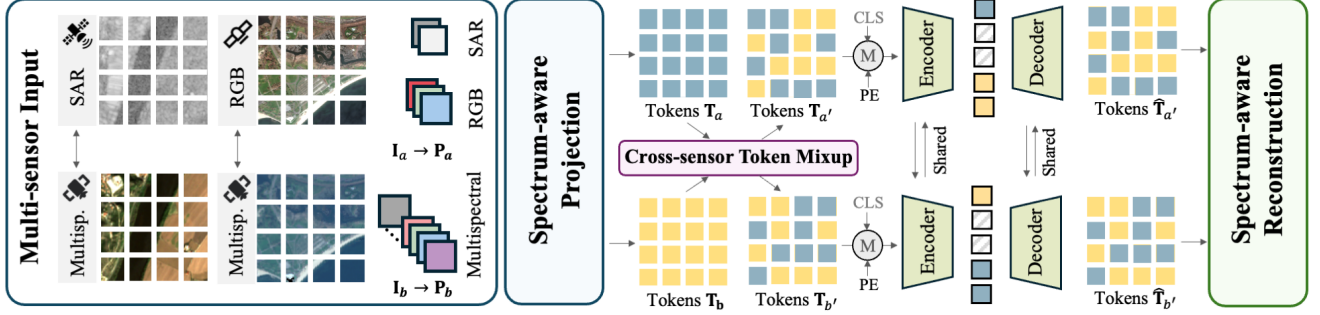 Multi-sensor Input
SAR
RGB
Multisp.
Multisp.
SAR
RGB
I_a → P_a
Multispectral
I_b → P_b
Spectrum-aware
Projection
Tokens T_a
Tokens T_a′
Cross-sensor Token Mixup
Tokens T_b
Tokens T_b′
CLS
M
PE
Encoder
Decoder
Shared
Shared
CLS
M
PE
Encoder
Decoder
Tokens T̂_a′
Tokens T̂_b′
Spectrum-aware
Reconstruction